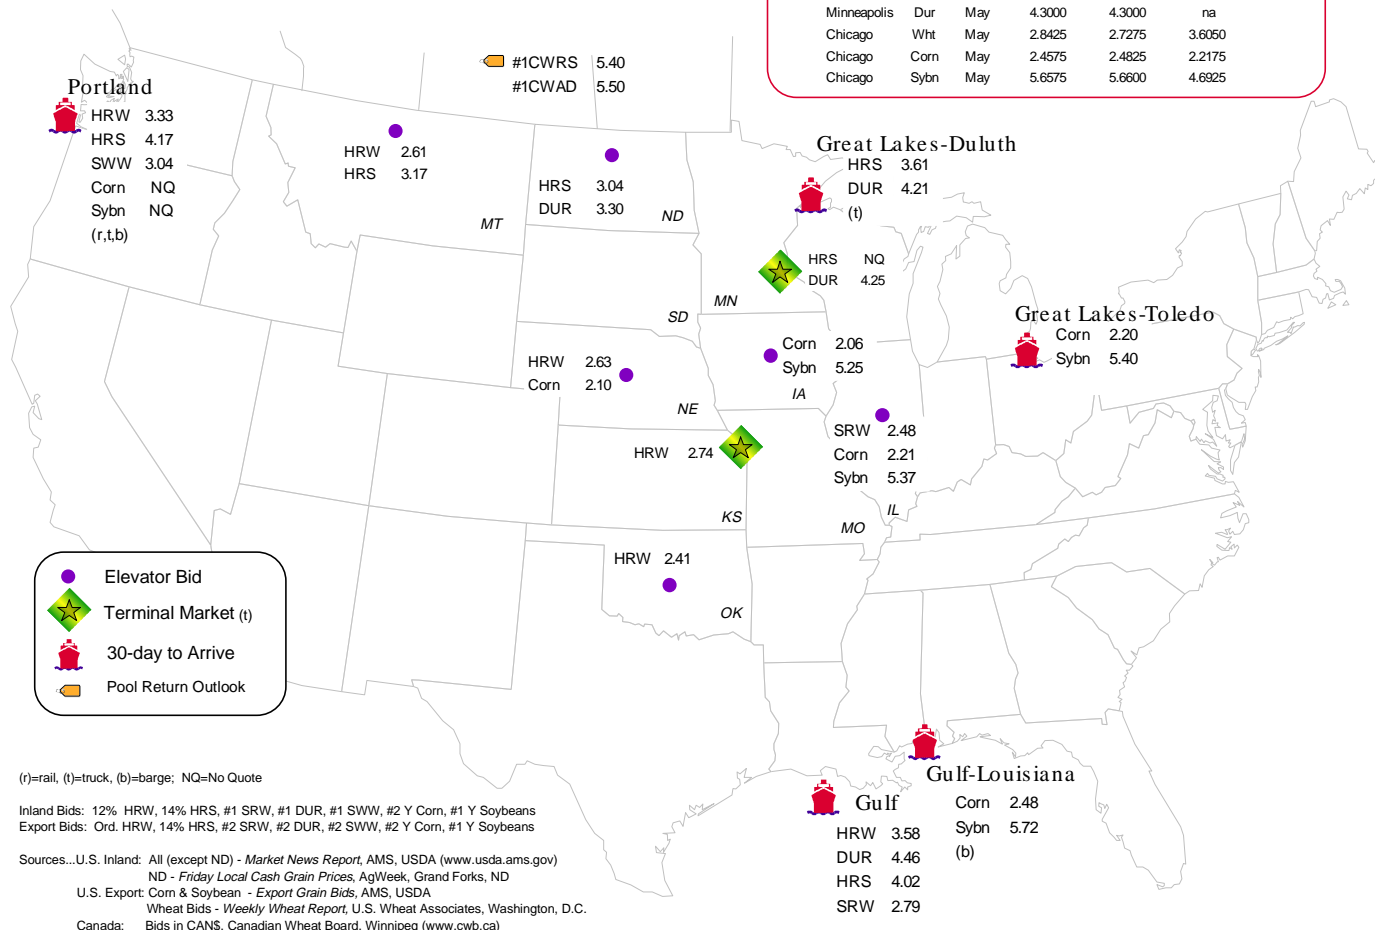 Minneapolis Dur May 4.3000 4.3000 na
Chicago Wht May 2.8425 2.7275 3.6050
Chicago Corn May 2.4575 2.4825 2.2175
Chicago Sybn May 5.6575 5.6600 4.6925
#1CWRS 5.40
#1CWAD 5.50
Portland
HRW 3.33
HRS 4.17
SWW 3.04
Corn NQ
Sybn NQ
(r,t,b)
HRW 2.61
HRS 3.17
MT
HRS 3.04
DUR 3.30
ND
Great Lakes-Duluth
HRS 3.61
DUR 4.21
(t)
HRS NQ
DUR 4.25
MN
SD
Great Lakes-Toledo
Corn 2.20
Sybn 5.40
Corn 2.06
Sybn 5.25
IA
HRW 2.63
Corn 2.10
NE
SRW 2.48
Corn 2.21
Sybn 5.37
IL
HRW 2.74
KS
MO
HRW 2.41
OK
Elevator Bid
Terminal Market (t)
30-day to Arrive
Pool Return Outlook
Gulf-Louisiana
Corn 2.48
Sybn 5.72
(b)
Gulf
HRW 3.58
DUR 4.46
HRS 4.02
SRW 2.79
(r)=rail, (t)=truck, (b)=barge; NQ=No Quote
Inland Bids: 12% HRW, 14% HRS, #1 SRW, #1 DUR, #1 SWW, #2 Y Corn, #1 Y Soybeans
Export Bids: Ord. HRW, 14% HRS, #2 SRW, #2 DUR, #2 SWW, #2 Y Corn, #1 Y Soybeans
Sources...U.S. Inland: All (except ND) - Market News Report, AMS, USDA (www.usda.ams.gov)
ND - Friday Local Cash Grain Prices, AgWeek, Grand Forks, ND
U.S. Export: Corn & Soybean - Export Grain Bids, AMS, USDA
Wheat Bids - Weekly Wheat Report, U.S. Wheat Associates, Washington, D.C.
Canada: Bids in CAN$, Canadian Wheat Board, Winnipeg (www.cwb.ca)